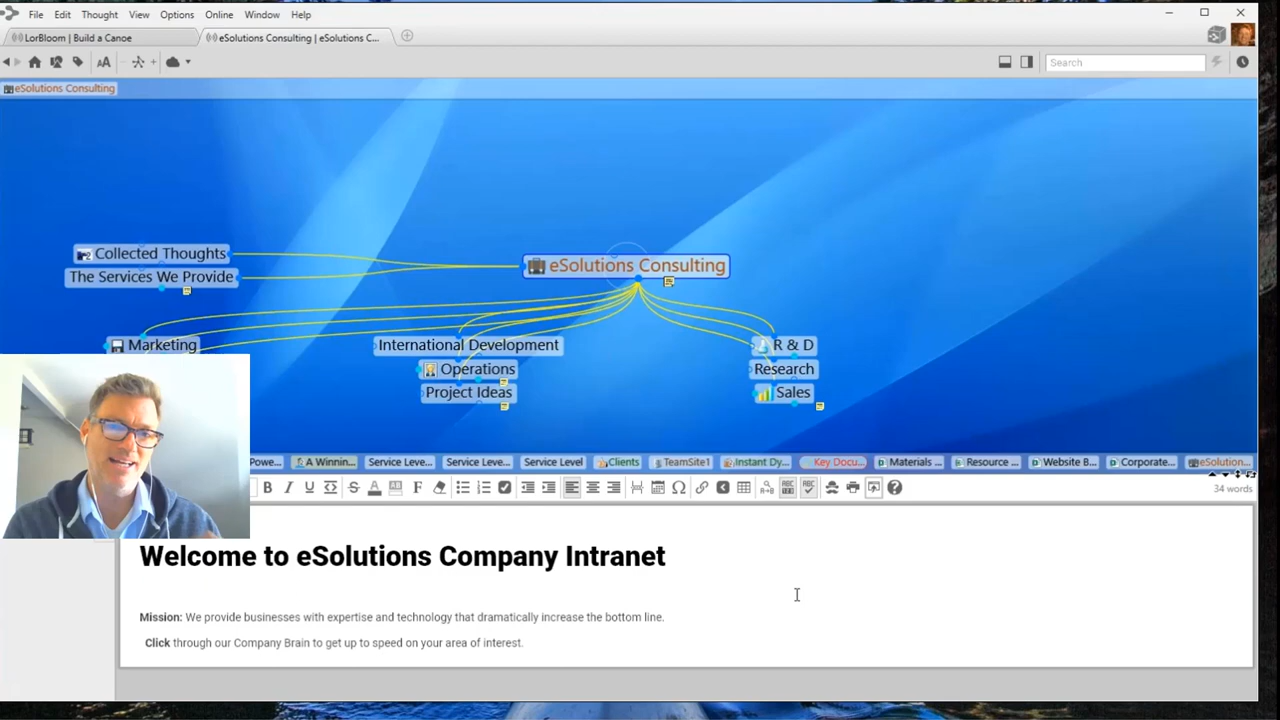 File Edit Thought View Options Online Window Help
LorBloom | Build a Canoe eSolutions Consulting | eSolutions C...
AA Search
eSolutions Consulting
Collected Thoughts
The Services We Provide
eSolutions Consulting
Marketing International Development R & D
Operations Research
Project Ideas Sales
Powe... A Winnin... Service Leve... Service Leve... Service Level Clients TeamSite1 Instant Dy... Key Docu... Materials ... Resource ... Website B... Corporate... eSolution...
34 words
Welcome to eSolutions Company Intranet
Mission: We provide businesses with expertise and technology that dramatically increase the bottom line.
Click through our Company Brain to get up to speed on your area of interest.